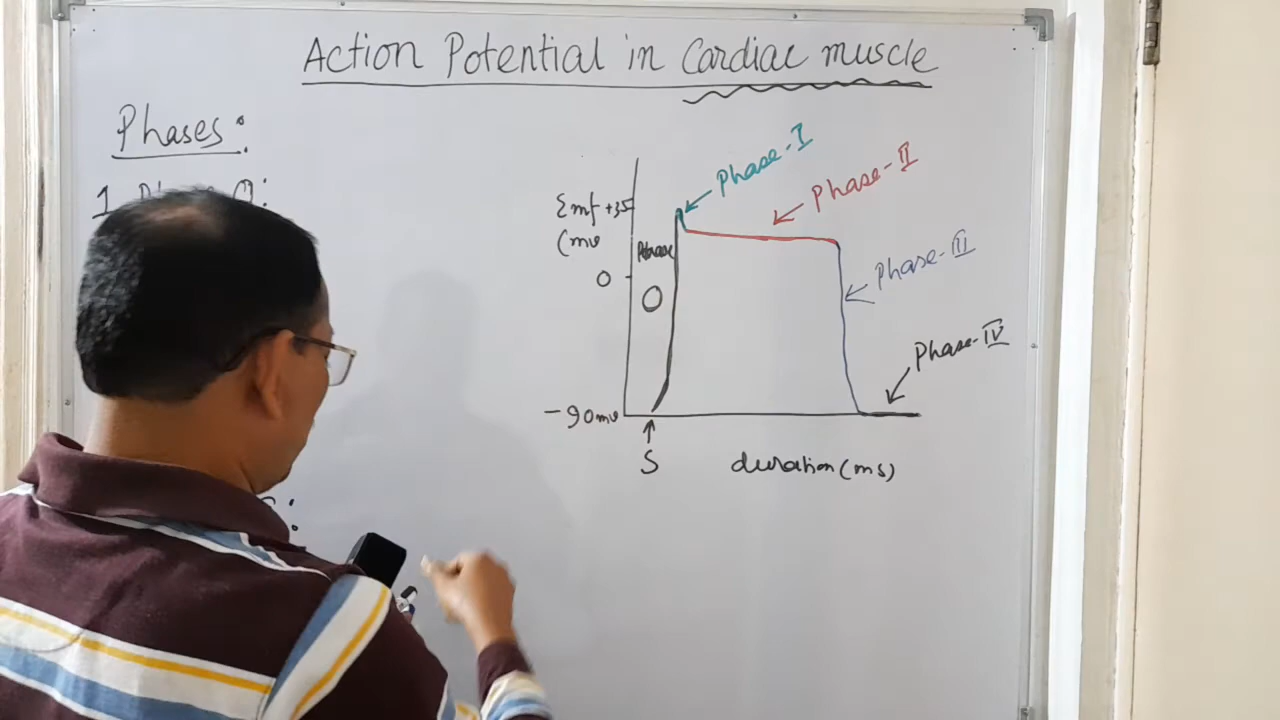 Action Potential in Cardiac muscle
Phases:
1.
Phase-I
Phase-II
Phase-III
Phase-IV
+35
(mv
Phase
0
0
-90mv
S
duration (ms)